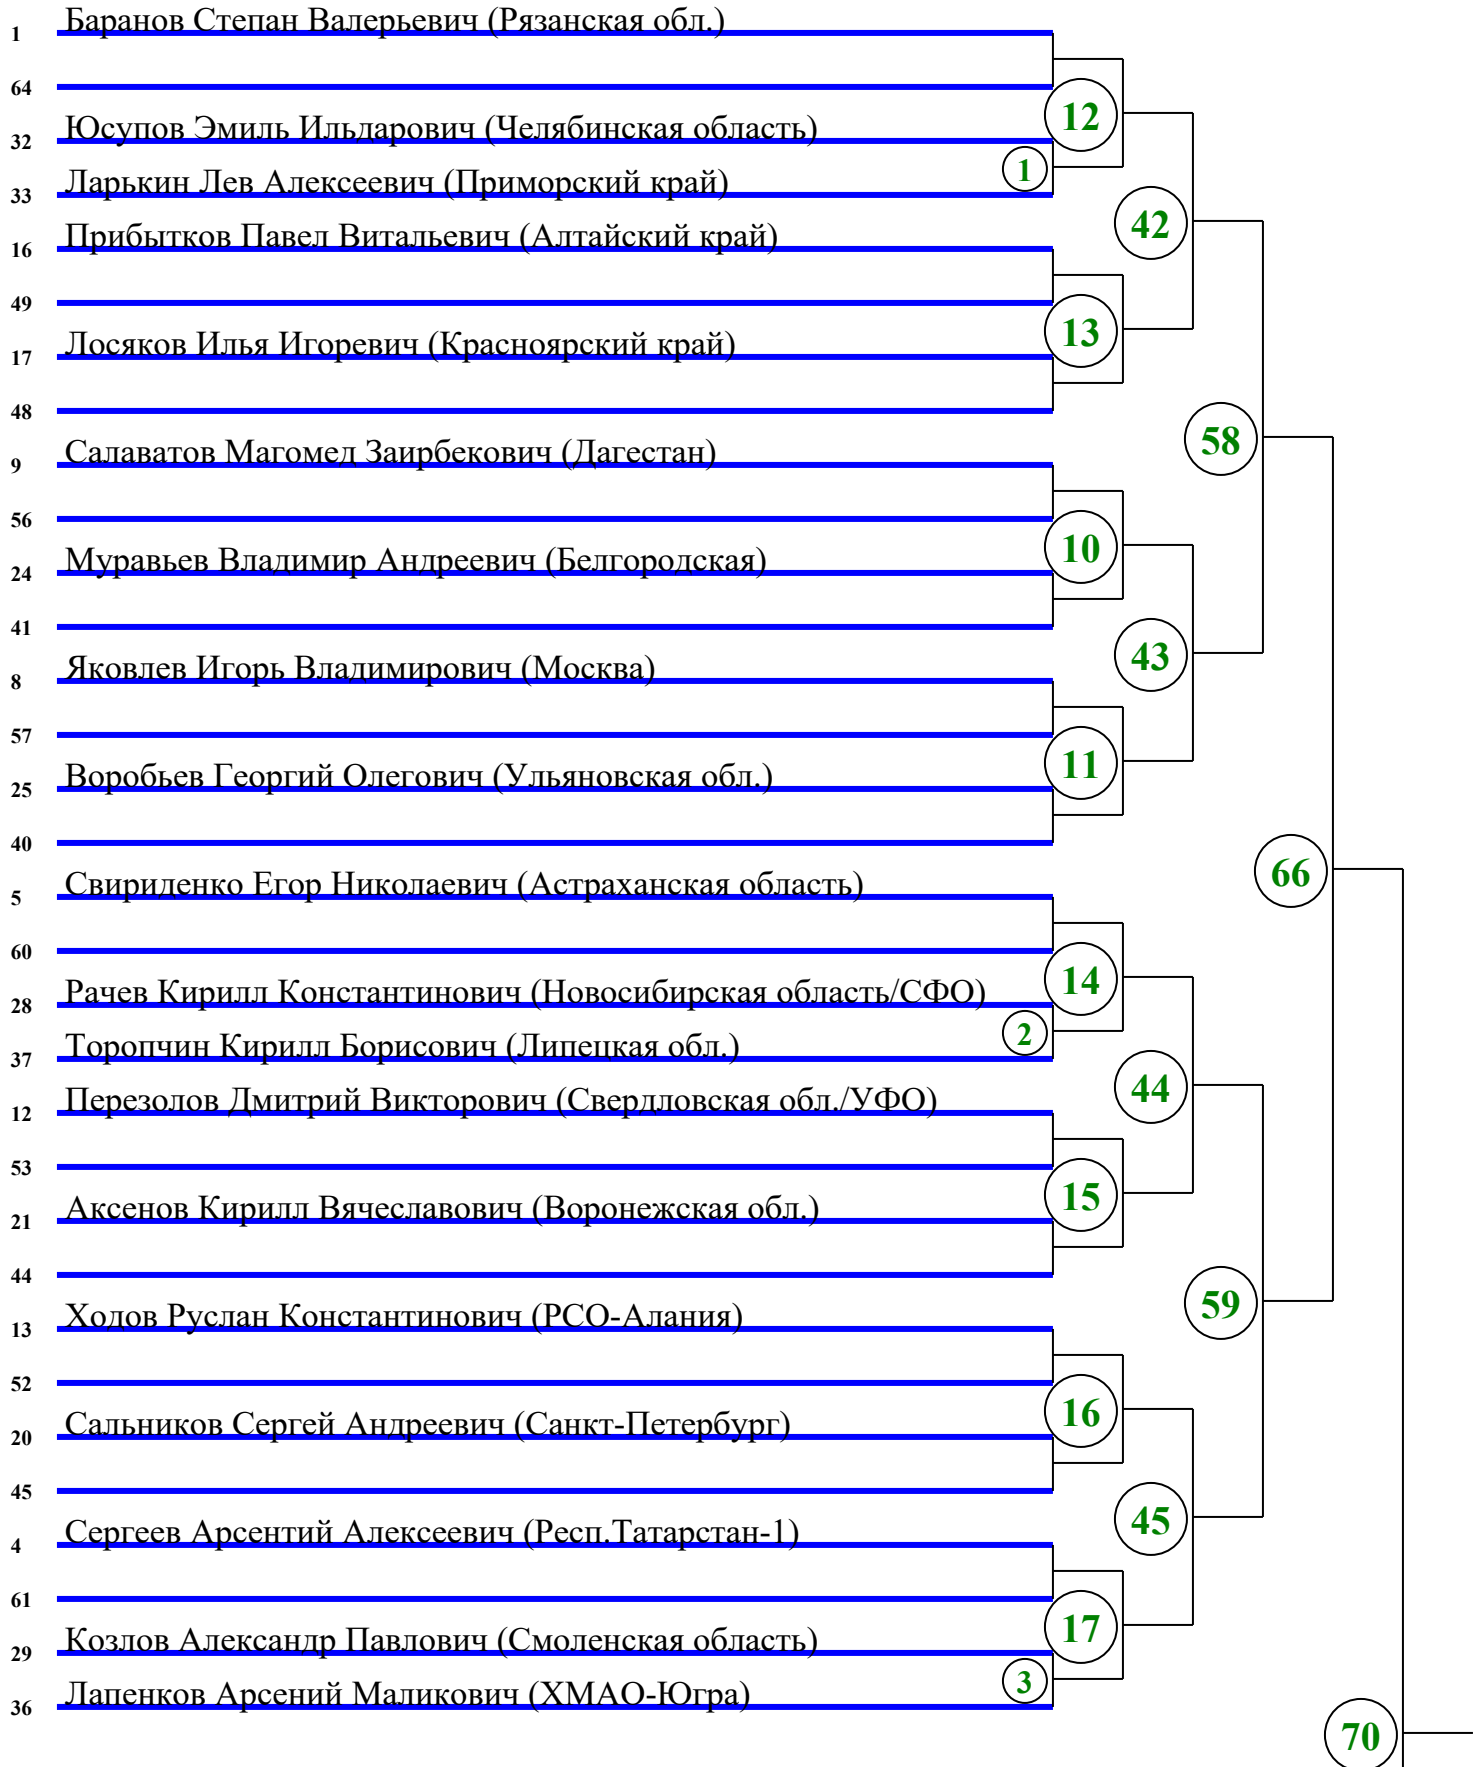 1 Баранов Степан Валерьевич (Рязанская обл.)
64
12
32 Юсупов Эмиль Ильдарович (Челябинская область)
1
33 Ларькин Лев Алексеевич (Приморский край)
42
16 Прибытков Павел Витальевич (Алтайский край)
49
13
17 Лосяков Илья Игоревич (Красноярский край)
48
58
9 Салаватов Магомед Заирбекович (Дагестан)
56
10
24 Муравьев Владимир Андреевич (Белгородская)
41
43
8 Яковлев Игорь Владимирович (Москва)
57
11
25 Воробьев Георгий Олегович (Ульяновская обл.)
40
66
5 Свириденко Егор Николаевич (Астраханская область)
60
14
28 Рачев Кирилл Константинович (Новосибирская область/СФО)
2
37 Торопчин Кирилл Борисович (Липецкая обл.)
44
12 Перезолов Дмитрий Викторович (Свердловская обл./УФО)
53
15
21 Аксенов Кирилл Вячеславович (Воронежская обл.)
44
59
13 Ходов Руслан Константинович (РСО-Алания)
52
16
20 Сальников Сергей Андреевич (Санкт-Петербург)
45
45
4 Сергеев Арсентий Алексеевич (Респ.Татарстан-1)
61
17
29 Козлов Александр Павлович (Смоленская область)
3
36 Лапенков Арсений Маликович (ХМАО-Югра)
70